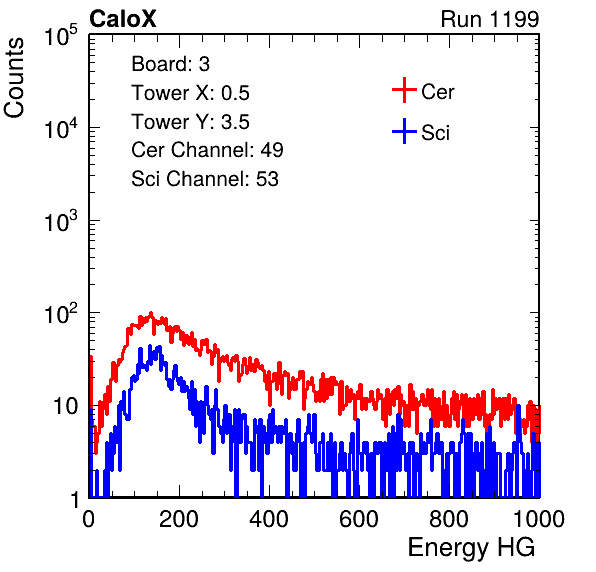 CaloX Run 1199
Counts
10^5
10^4
10^3
10^2
10
1
Board: 3
Tower X: 0.5
Tower Y: 3.5
Cer Channel: 49
Sci Channel: 53
Cer
Sci
0 200 400 600 800 1000
Energy HG